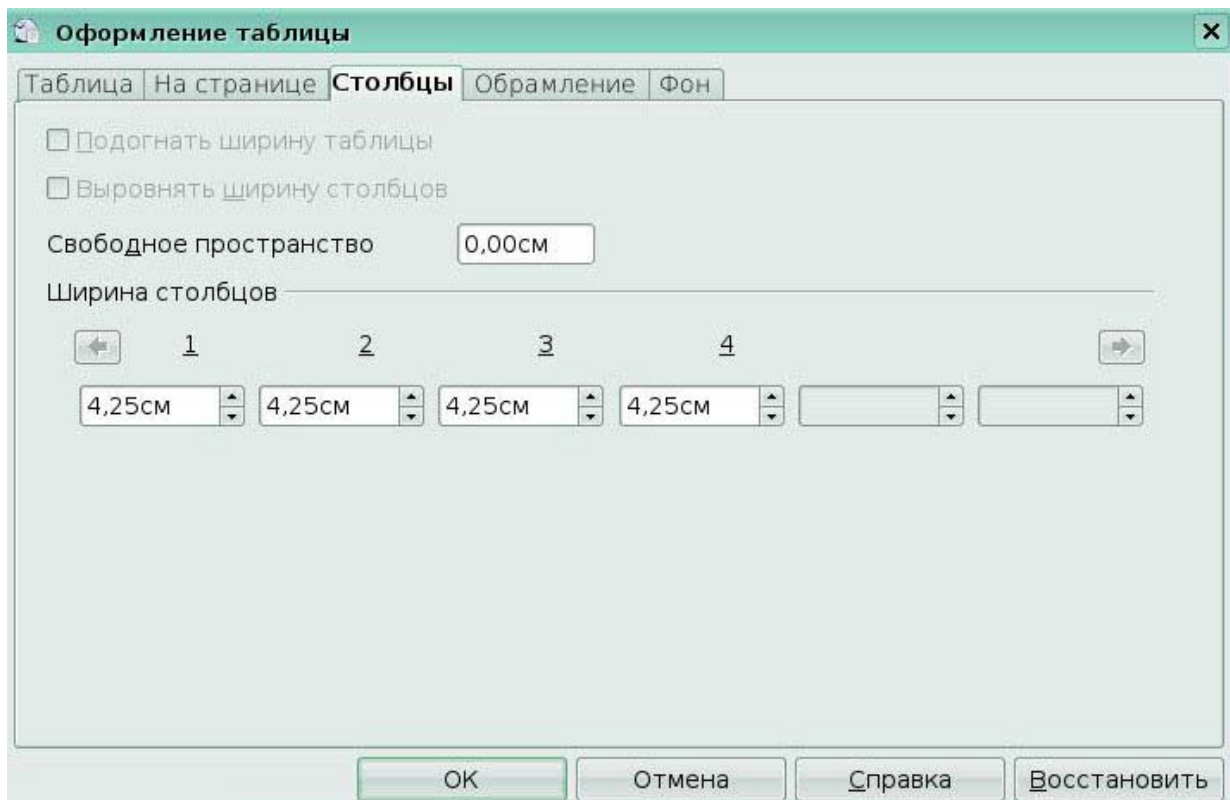 Оформление таблицы
Таблица На странице Столбцы Обрамление Фон
Подогнать ширину таблицы
Выровнять ширину столбцов
Свободное пространство 0,00см
Ширина столбцов
1 2 3 4
4,25см 4,25см 4,25см 4,25см
OK Отмена Справка Восстановить